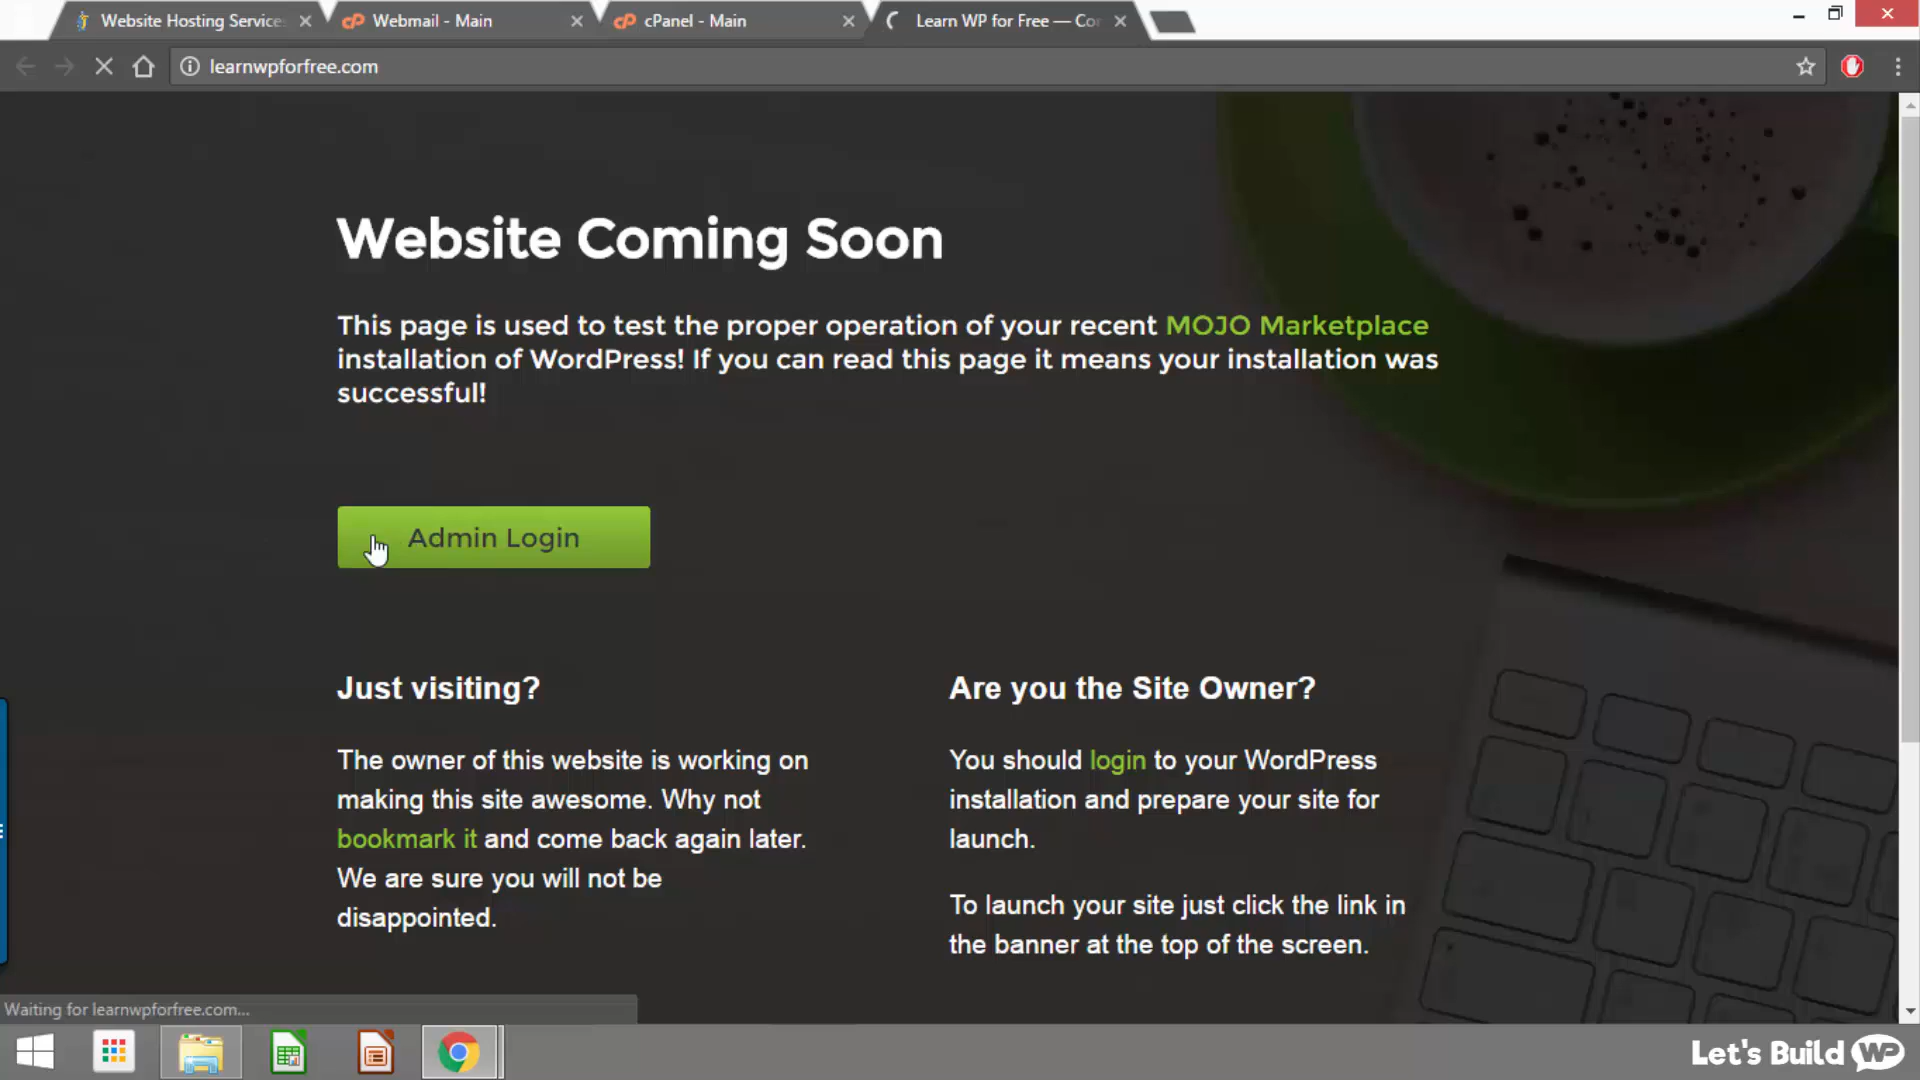 Website Hosting Service
Webmail - Main
cPanel - Main
Learn WP for Free — Co
learnwpforfree.com
Website Coming Soon
This page is used to test the proper operation of your recent MOJO Marketplace
installation of WordPress! If you can read this page it means your installation was
successful!
Admin Login
Just visiting?
The owner of this website is working on
making this site awesome. Why not
bookmark it and come back again later.
We are sure you will not be
disappointed.
Are you the Site Owner?
You should login to your WordPress
installation and prepare your site for
launch.
To launch your site just click the link in
the banner at the top of the screen.
Waiting for learnwpforfree.com...
Let's Build WP